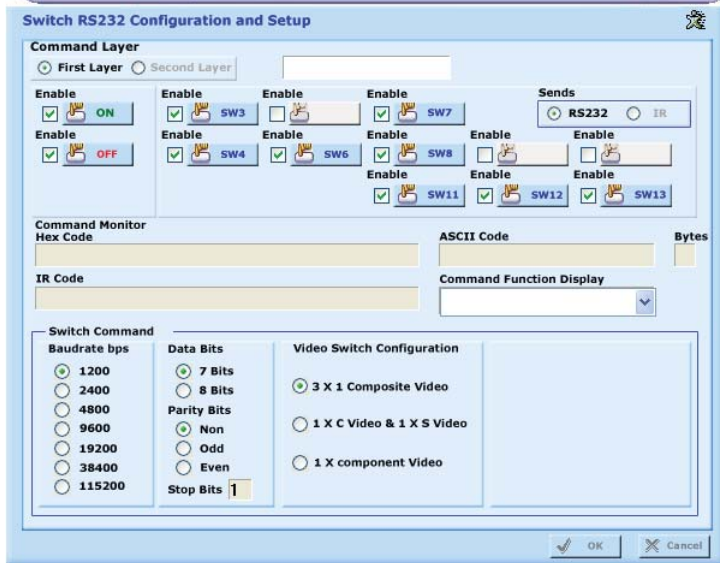 Switch RS232 Configuration and Setup
Command Layer
First Layer Second Layer
Enable Enable Enable Enable Sends
ON SW3 SW7 RS232 IR
Enable Enable Enable Enable Enable Enable
OFF SW4 SW6 SW8
Enable Enable Enable
SW11 SW12 SW13
Command Monitor
Hex Code ASCII Code Bytes
IR Code Command Function Display
Switch Command
Baudrate bps Data Bits Video Switch Configuration
1200 7 Bits
2400 8 Bits 3 X 1 Composite Video
4800 Parity Bits
9600 Non 1 X C Video & 1 X S Video
19200 Odd
38400 Even 1 X component Video
115200 Stop Bits 1
OK Cancel